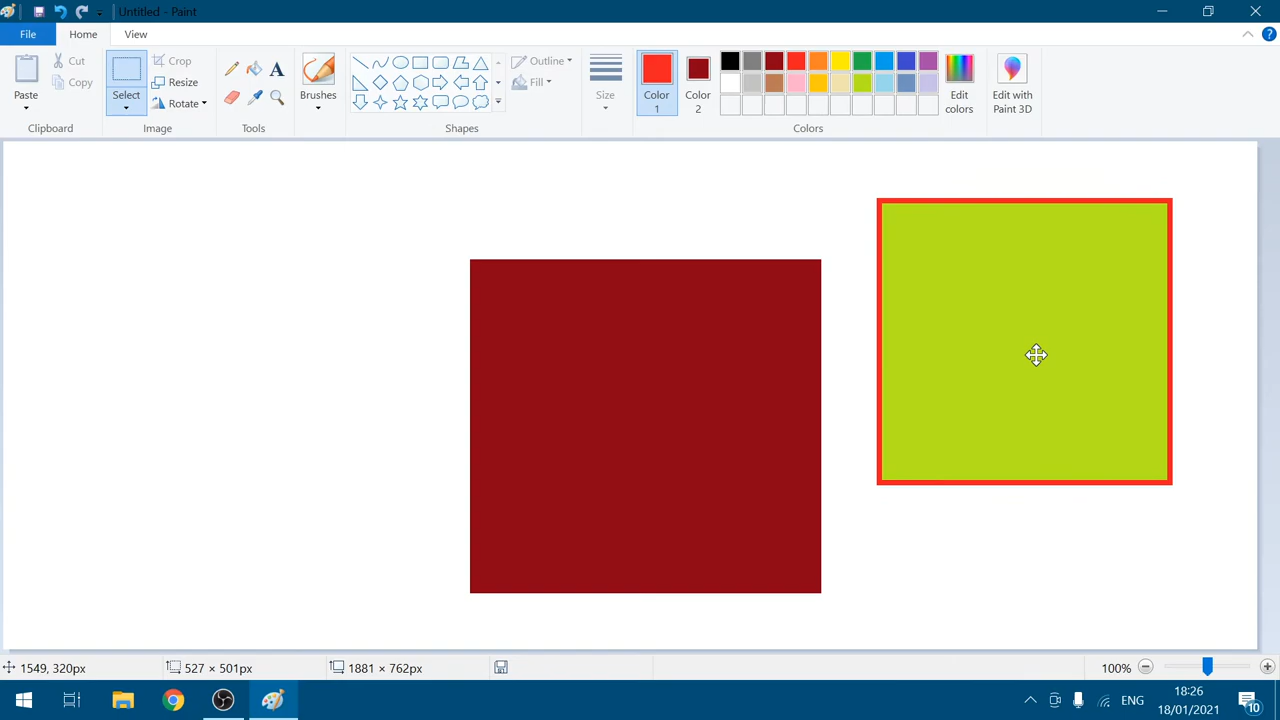 Untitled - Paint
File Home View
Paste
Cut
Copy
Clipboard
Select
Crop
Resize
Rotate
Image
A
Tools
Brushes
Outline
Fill
Shapes
Size
Color 1
Color 2
Edit colors
Colors
Edit with Paint 3D
1549, 320px 527 × 501px 1881 × 762px 100%
ENG
18:26
18/01/2021
10